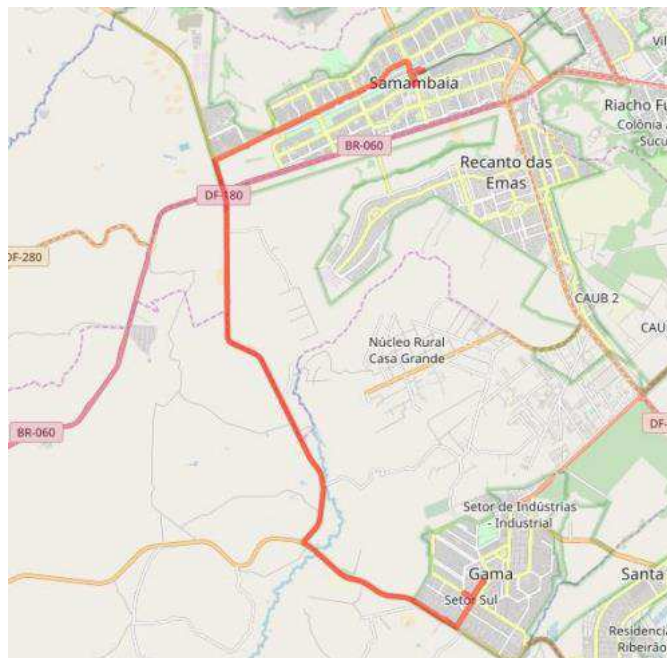 Vi
Samambaia
Riacho Fu
Colônia A
Sucu
BR-060
Recanto das
Emas
DF-180
DF-280
CAUB 2
CAU
Núcleo Rural
Casa Grande
BR-060
DF-
Setor de Indústrias
- Industrial
Gama
Santa
Setor Sul
Residencia
Ribeirão